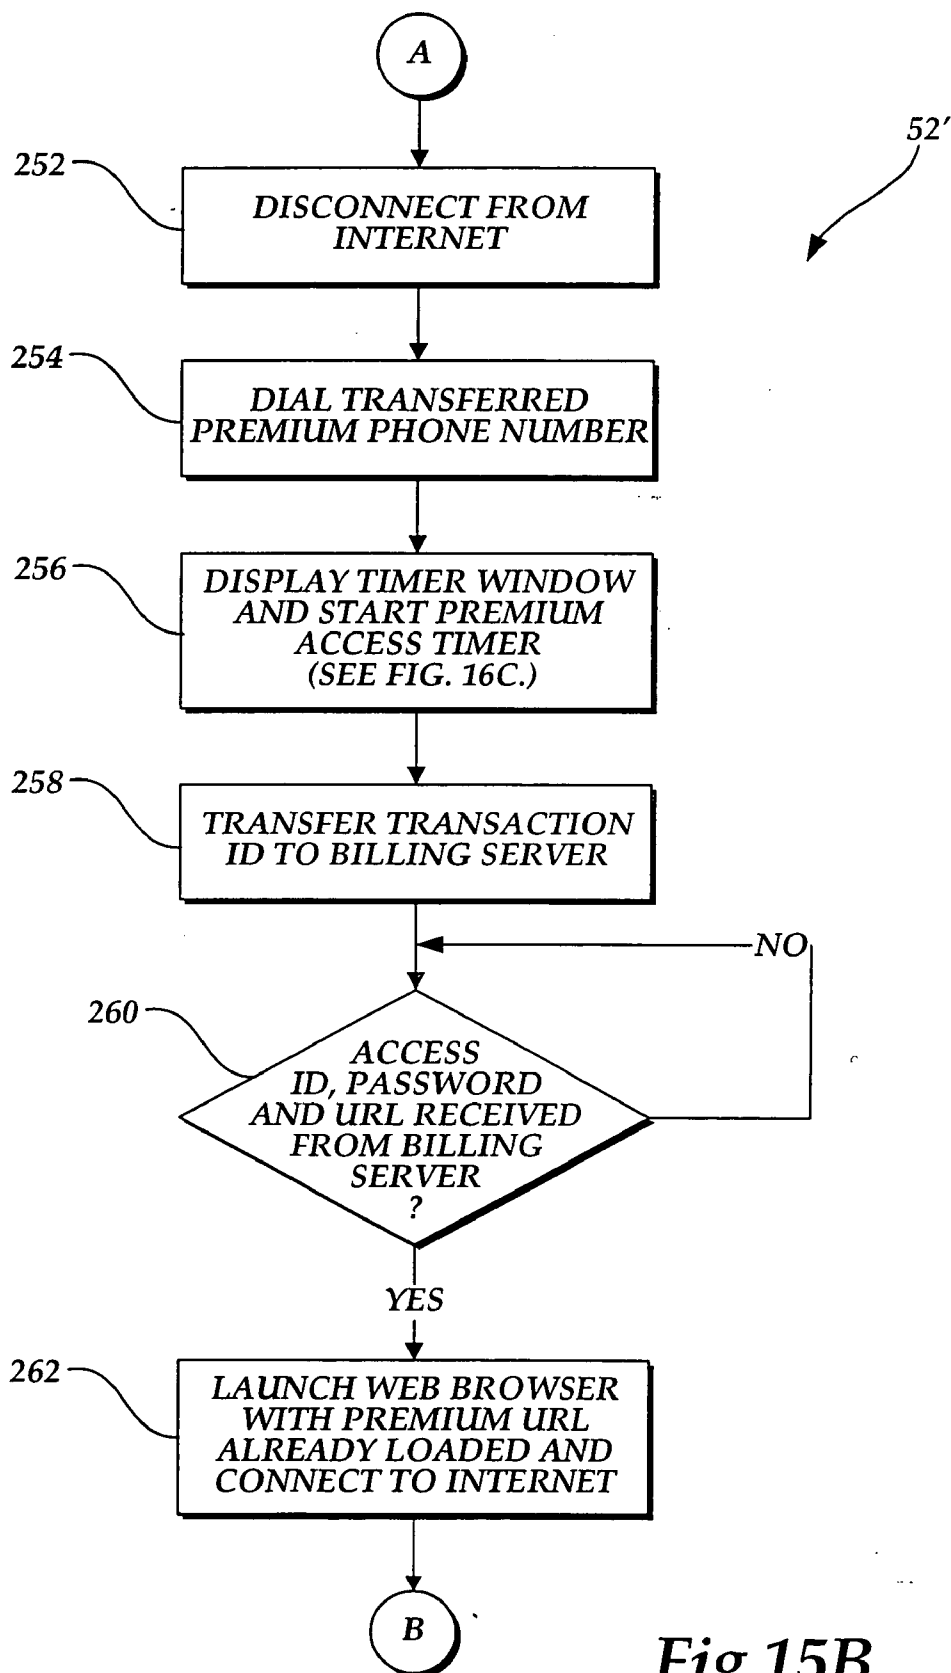 A
52'
252
DISCONNECT FROM
INTERNET
254
DIAL TRANSFERRED
PREMIUM PHONE NUMBER
256
DISPLAY TIMER WINDOW
AND START PREMIUM
ACCESS TIMER
(SEE FIG. 16C.)
258
TRANSFER TRANSACTION
ID TO BILLING SERVER
NO
260
ACCESS
ID, PASSWORD
AND URL RECEIVED
FROM BILLING
SERVER
?
YES
262
LAUNCH WEB BROWSER
WITH PREMIUM URL
ALREADY LOADED AND
CONNECT TO INTERNET
B
Fig. 15B